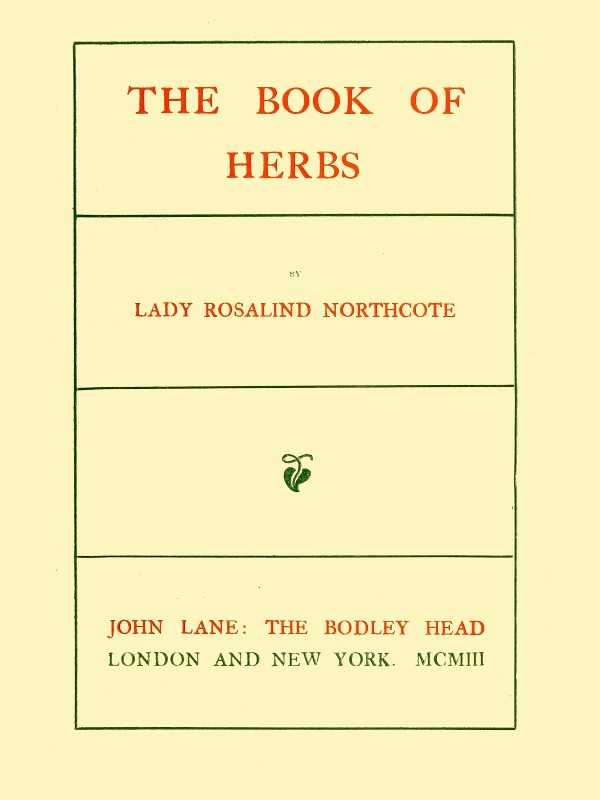 THE BOOK OF
HERBS
BY
LADY ROSALIND NORTHCOTE
JOHN LANE: THE BODLEY HEAD
LONDON AND NEW YORK. MCMIII